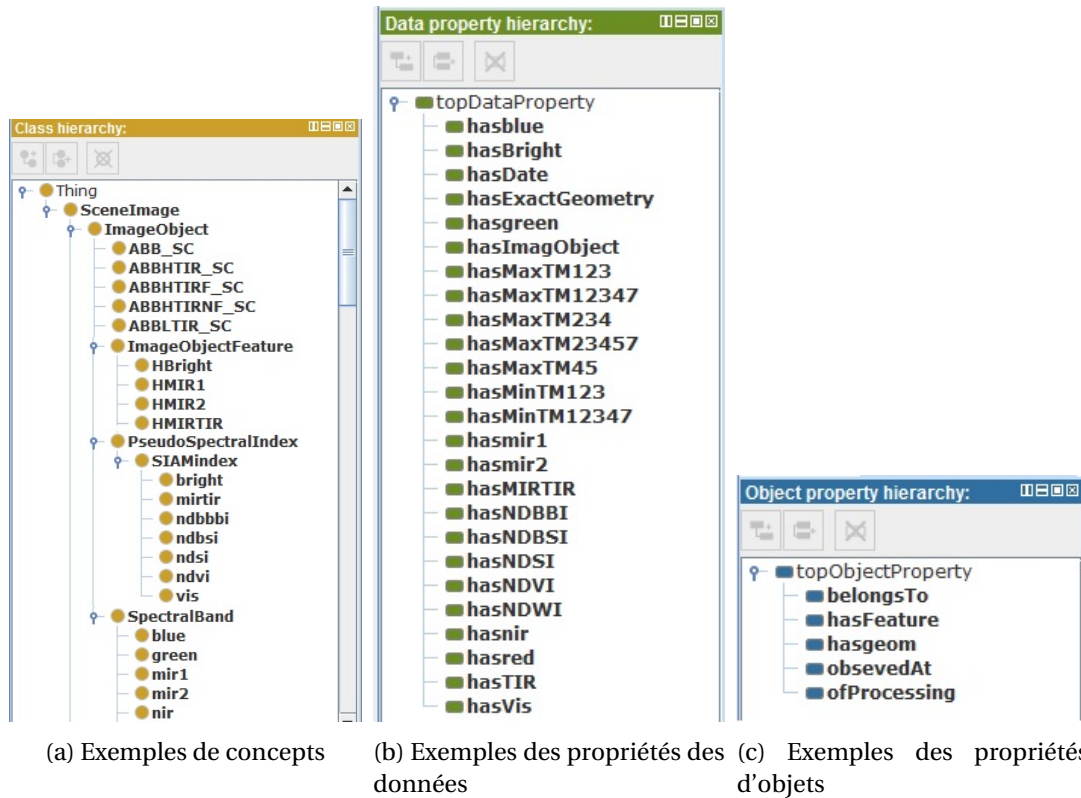 Class hierarchy:
Thing
SceneImage
ImageObject
ABB_SC
ABBHTIR_SC
ABBHTIRF_SC
ABBHTIRNF_SC
ABBLTIR_SC
ImageObjectFeature
HBright
HMIR1
HMIR2
HMIRTIR
PseudoSpectralIndex
SIAMindex
bright
mirtir
ndbbbi
ndbsi
ndsi
ndvi
vis
SpectralBand
blue
green
mir1
mir2
nir
(a) Exemples de concepts
Data property hierarchy:
topDataProperty
hasblue
hasBright
hasDate
hasExactGeometry
hasgreen
hasImagObject
hasMaxTM123
hasMaxTM12347
hasMaxTM234
hasMaxTM23457
hasMaxTM45
hasMinTM123
hasMinTM12347
hasmir1
hasmir2
hasMIRTIR
hasNDBBI
hasNDBSI
hasNDSI
hasNDVI
hasNDWI
hasnir
hasred
hasTIR
hasVis
(b) Exemples des propriétés des
données
Object property hierarchy:
topObjectProperty
belongsTo
hasFeature
hasgeom
obsevedAt
ofProcessing
(c) Exemples des propriétés
d'objets